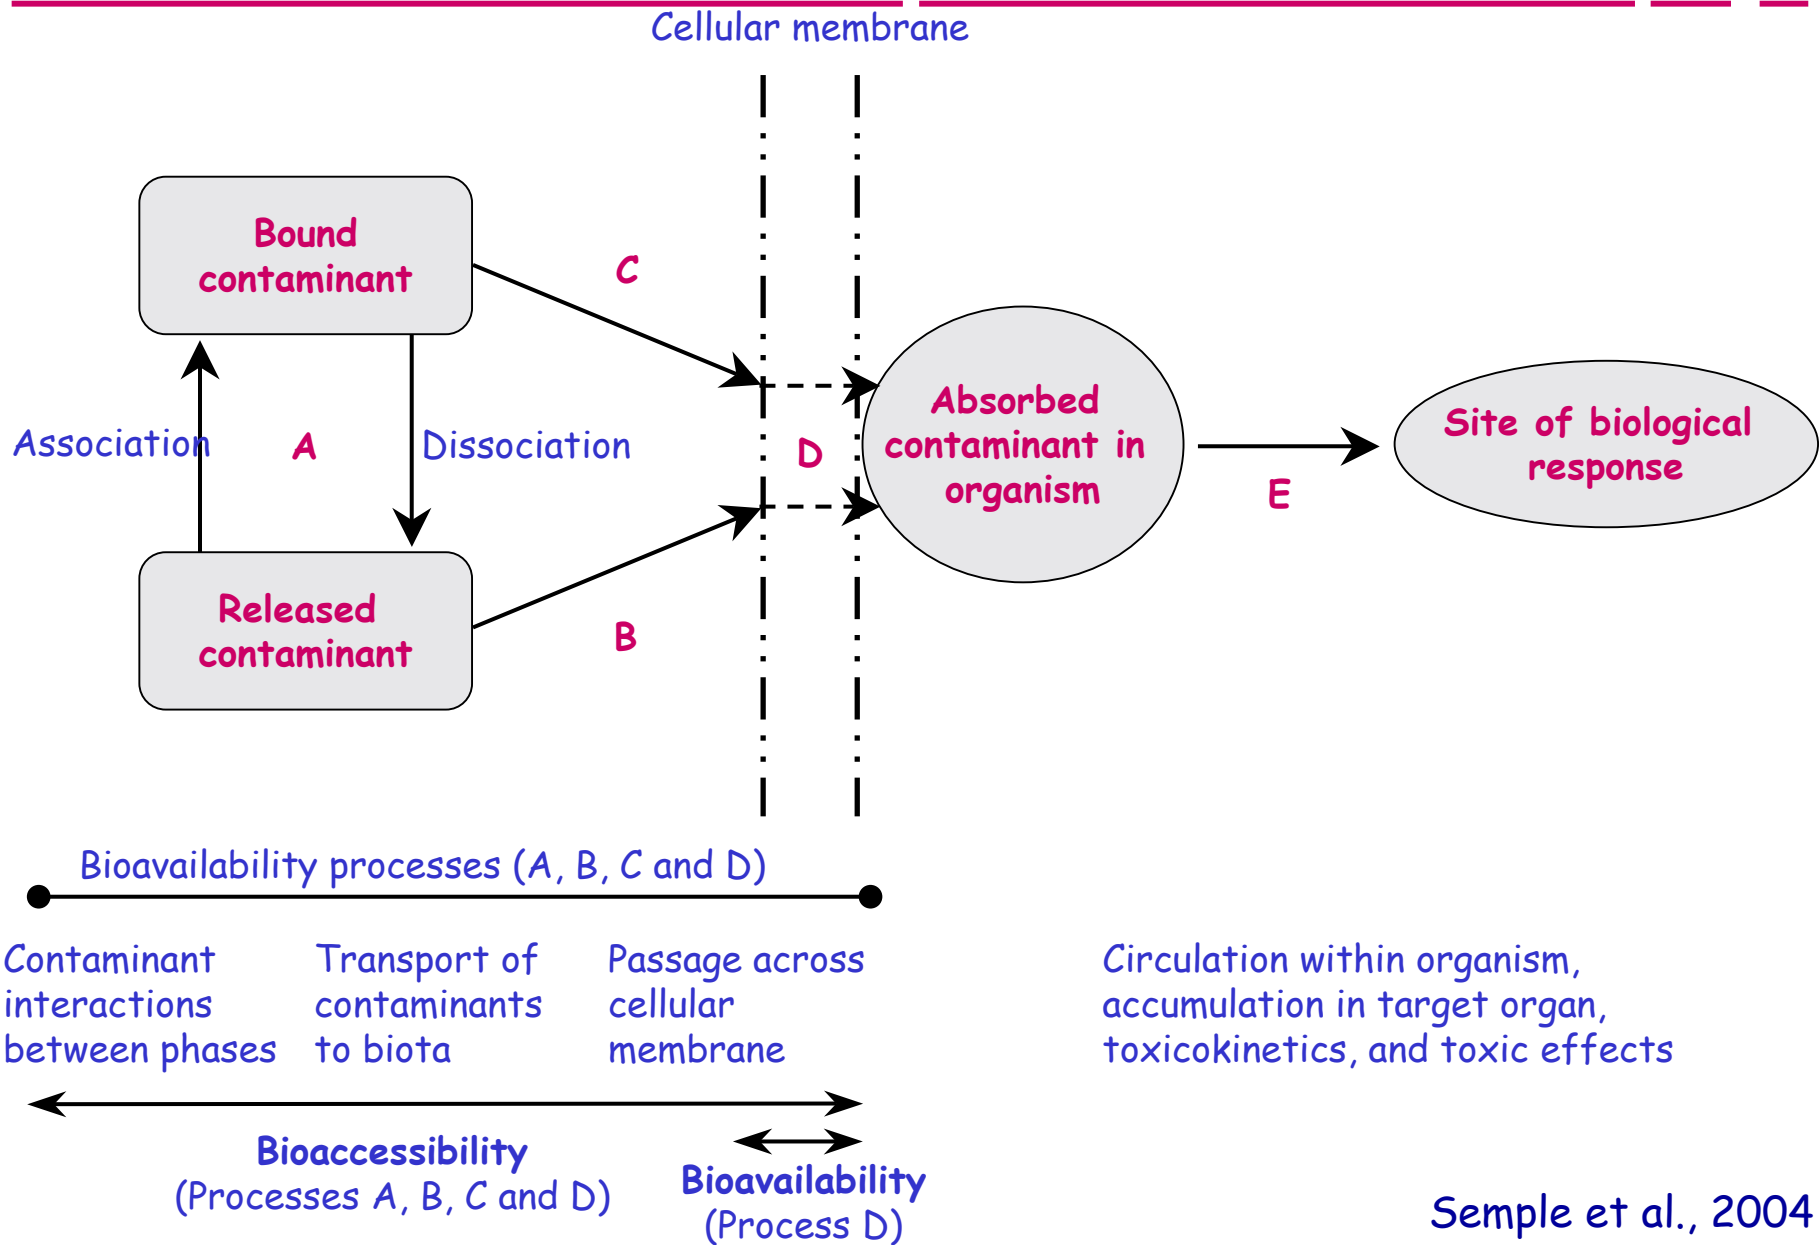 Cellular membrane
Bound
contaminant
C
Association
A
Dissociation
D
Absorbed
contaminant in
organism
E
Site of biological
response
Released
contaminant
B
Bioavailability processes (A, B, C and D)
Contaminant
interactions
between phases
Transport of
contaminants
to biota
Passage across
cellular
membrane
Circulation within organism,
accumulation in target organ,
toxicokinetics, and toxic effects
Bioaccessibility
(Processes A, B, C and D)
Bioavailability
(Process D)
Semple et al., 2004